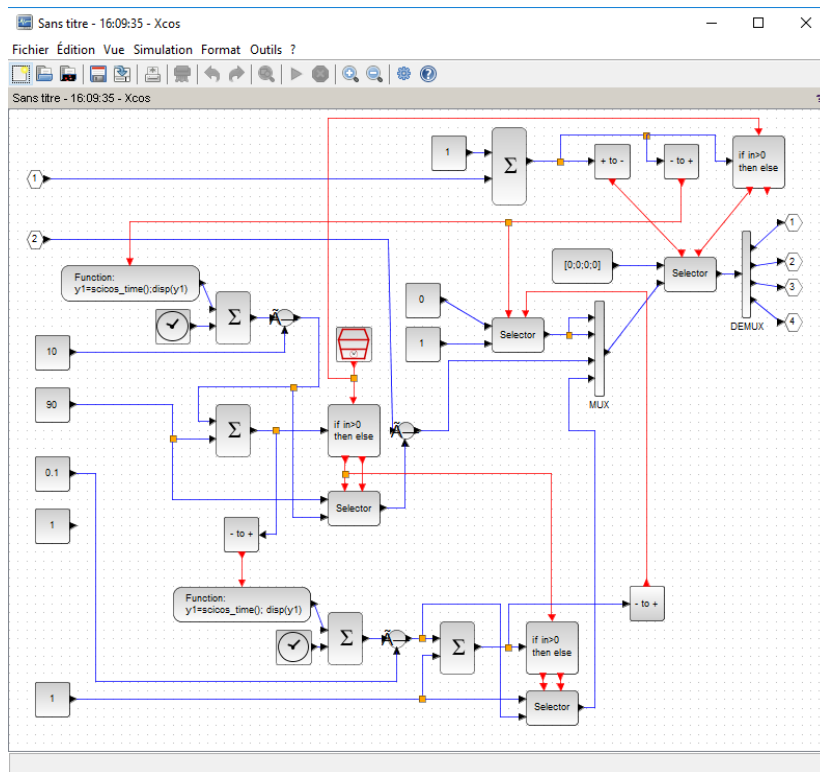 Sans titre - 16:09:35 - Xcos
Fichier Édition Vue Simulation Format Outils ?
Sans titre - 16:09:35 - Xcos
1
Σ
+ to -
- to +
if in>0
then else
1
2
Function:
y1=scicos_time();disp(y1)
[0;0;0;0]
Selector
1
2
3
4
DEMUX
0
1
Selector
MUX
Σ
10
90
Σ
if in>0
then else
0.1
Selector
1
- to +
Function:
y1=scicos_time(); disp(y1)
Σ
Σ
- to +
if in>0
then else
1
Selector